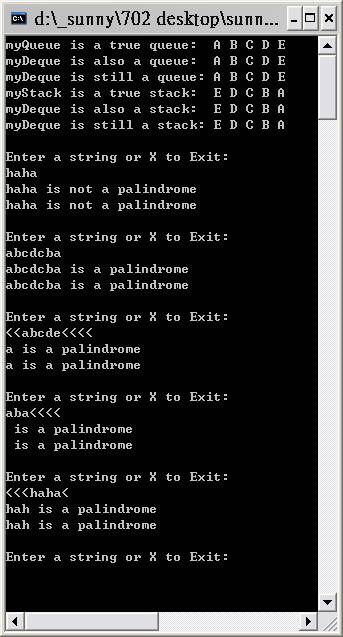 d:\_sunny\702 desktop\sunn...
myQueue is a true queue:  A B C D E
myDeque is also a queue:  A B C D E
myDeque is still a queue: A B C D E
myStack is a true stack:  E D C B A
myDeque is also a stack:  E D C B A
myDeque is still a stack: E D C B A
Enter a string or X to Exit:
haha
haha is not a palindrome
haha is not a palindrome
Enter a string or X to Exit:
abcdcba
abcdcba is a palindrome
abcdcba is a palindrome
Enter a string or X to Exit:
<<abcde<<<<
a is a palindrome
a is a palindrome
Enter a string or X to Exit:
aba<<<<
 is a palindrome
 is a palindrome
Enter a string or X to Exit:
<<<haha<
hah is a palindrome
hah is a palindrome
Enter a string or X to Exit: